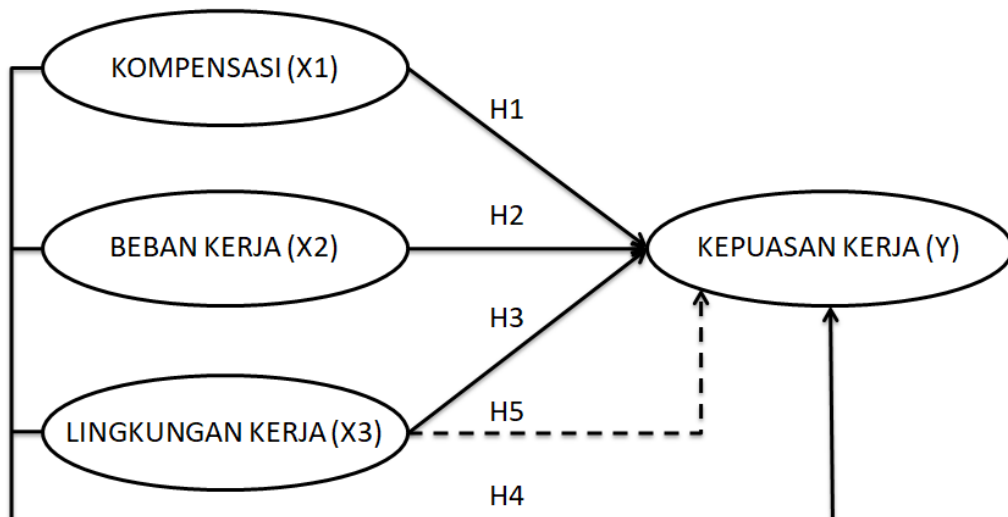 KOMPENSASI (X1)
H1
H2
BEBAN KERJA (X2)
KEPUASAN KERJA (Y)
H3
H5
LINGKUNGAN KERJA (X3)
H4